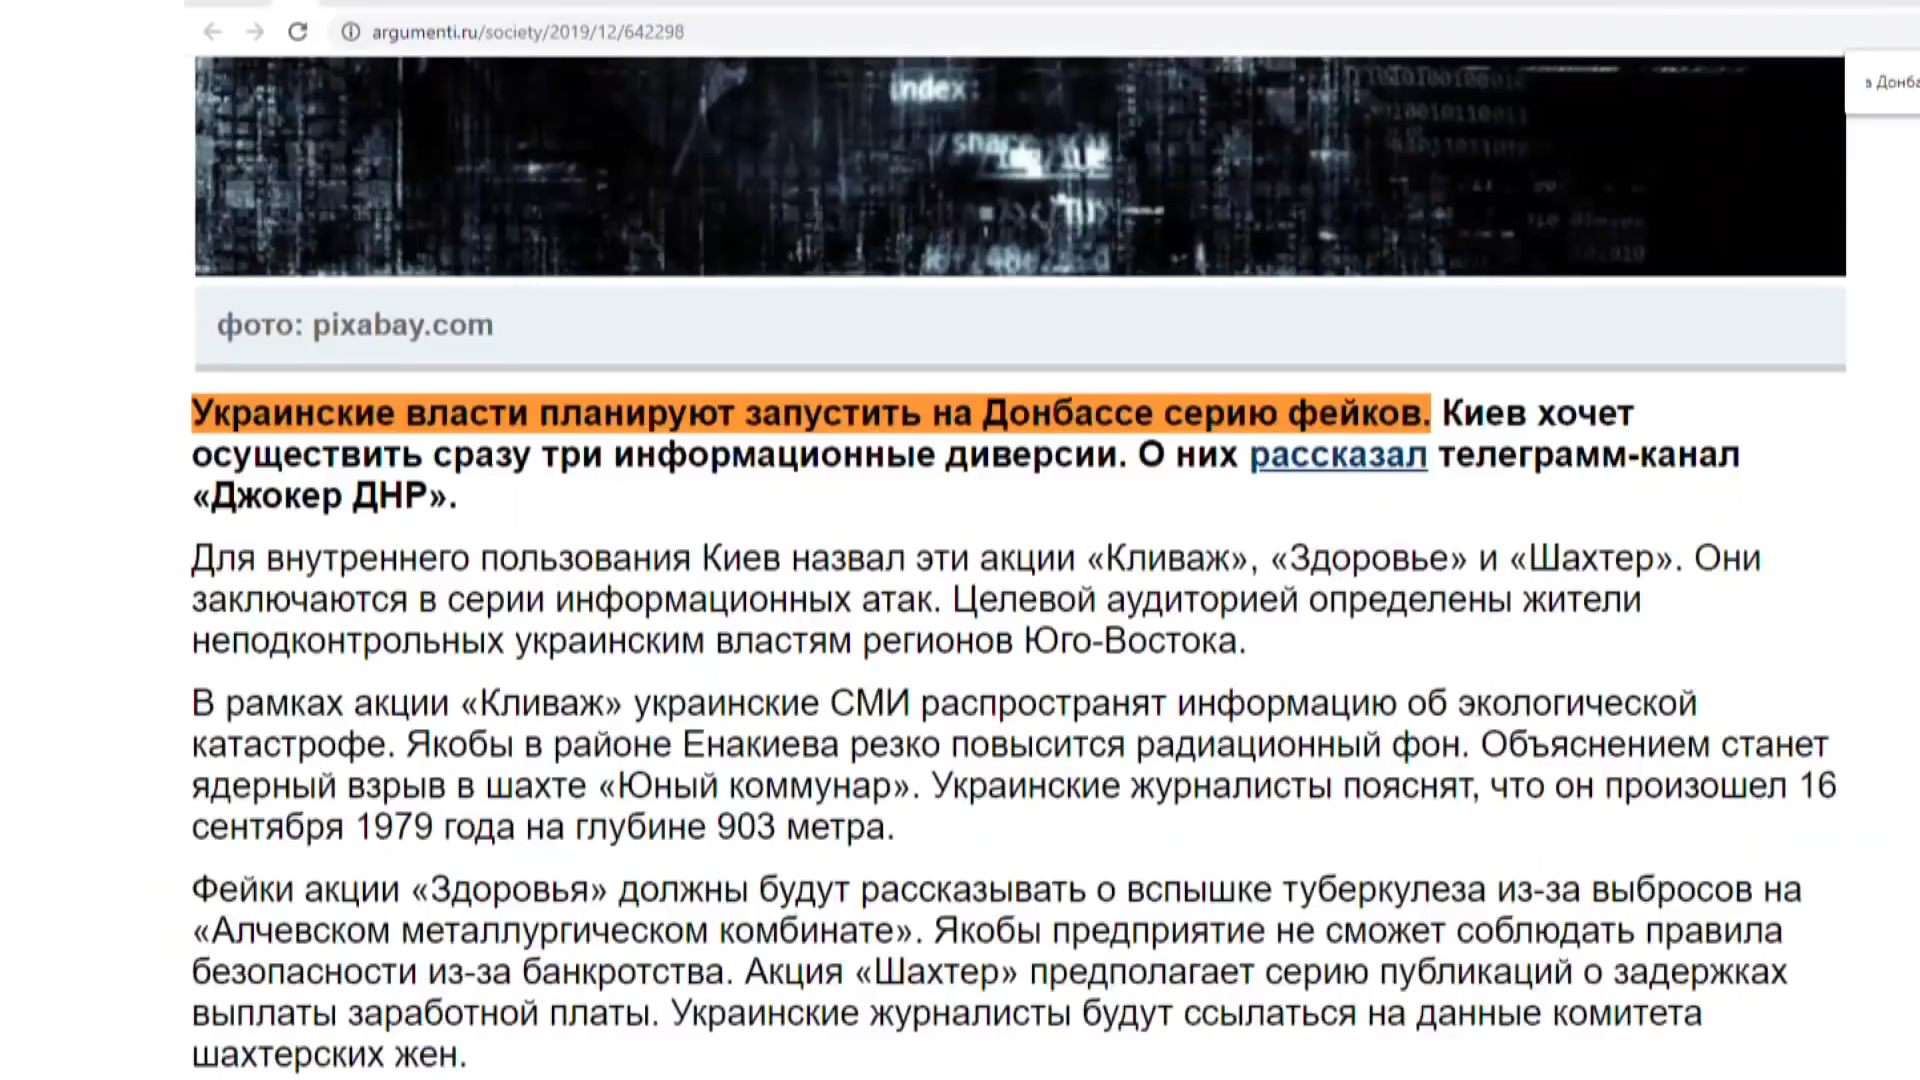 argumenti.ru/society/2019/12/642298
в Донба
index:
фото: pixabay.com
Украинские власти планируют запустить на Донбассе серию фейков. Киев хочет
осуществить сразу три информационные диверсии. О них рассказал телеграмм-канал
«Джокер ДНР».
Для внутреннего пользования Киев назвал эти акции «Кливаж», «Здоровье» и «Шахтер». Они
заключаются в серии информационных атак. Целевой аудиторией определены жители
неподконтрольных украинским властям регионов Юго-Востока.
В рамках акции «Кливаж» украинские СМИ распространят информацию об экологической
катастрофе. Якобы в районе Енакиева резко повысится радиационный фон. Объяснением станет
ядерный взрыв в шахте «Юный коммунар». Украинские журналисты пояснят, что он произошел 16
сентября 1979 года на глубине 903 метра.
Фейки акции «Здоровья» должны будут рассказывать о вспышке туберкулеза из-за выбросов на
«Алчевском металлургическом комбинате». Якобы предприятие не сможет соблюдать правила
безопасности из-за банкротства. Акция «Шахтер» предполагает серию публикаций о задержках
выплаты заработной платы. Украинские журналисты будут ссылаться на данные комитета
шахтерских жен.